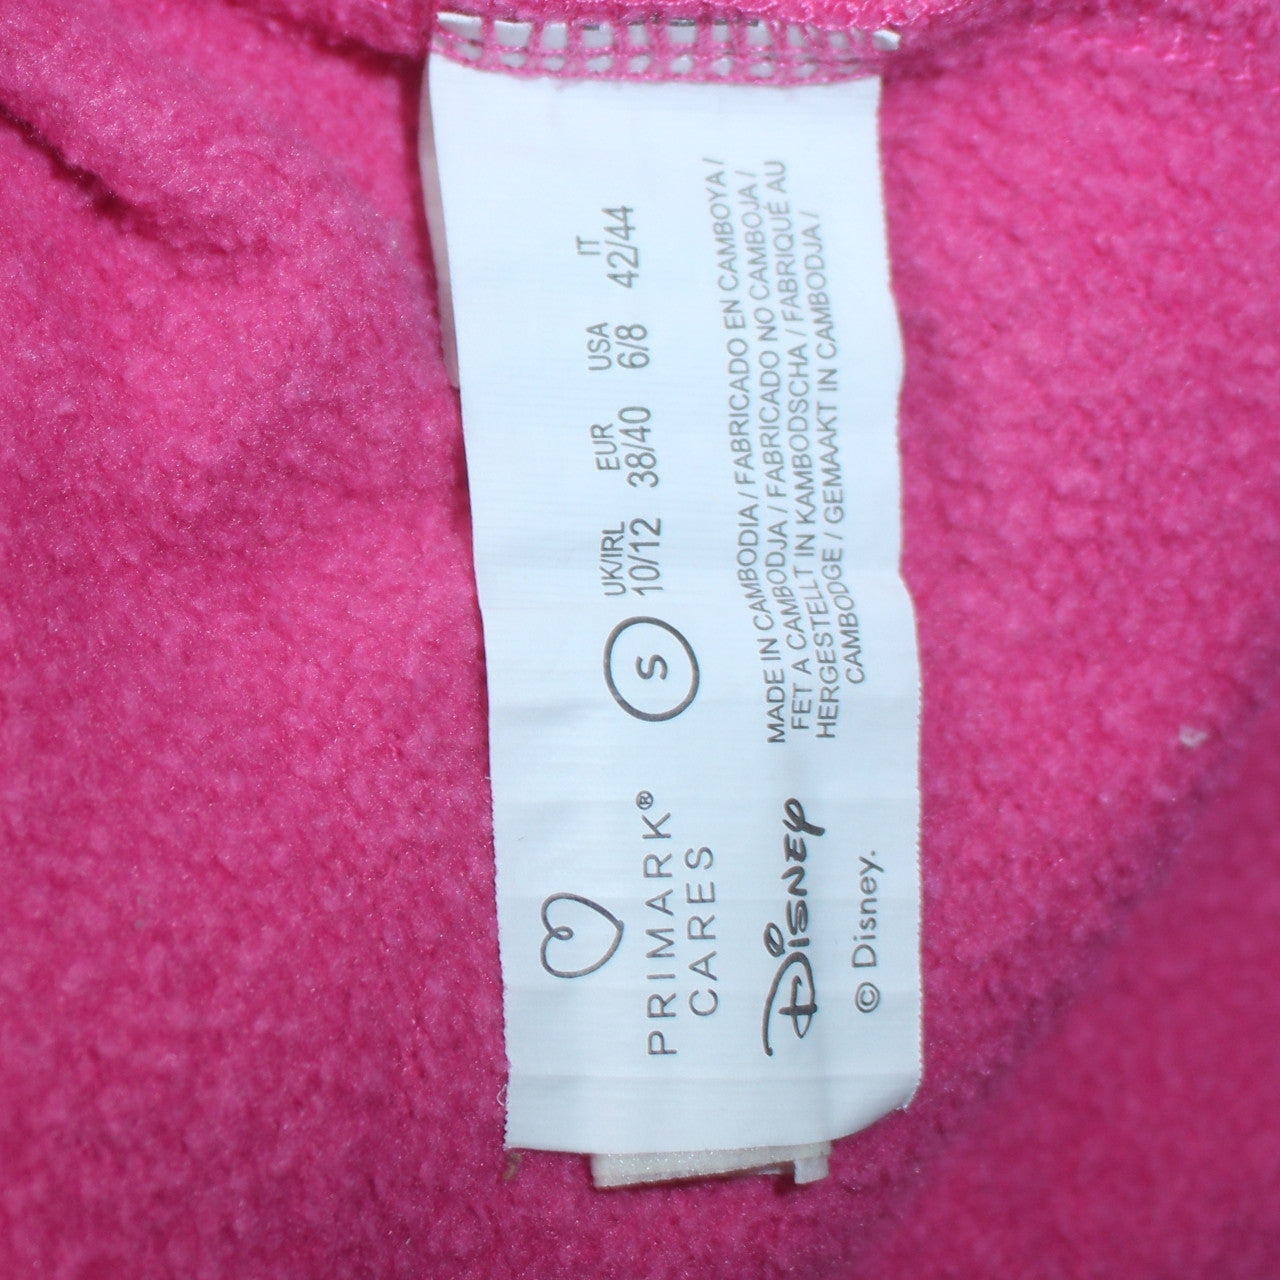 PRIMARK®
CARES
S
UK/IRL EUR USA IT
10/12 38/40 6/8 42/44
Disney
© Disney.
MADE IN CAMBODIA / FABRICADO EN CAMBOYA /
FET A CAMBODJA / FABRICADO NO CAMBOJA /
HERGESTELLT IN KAMBODSCHA / FABRIQUÉ AU
CAMBODGE / GEMAAKT IN CAMBODJA /